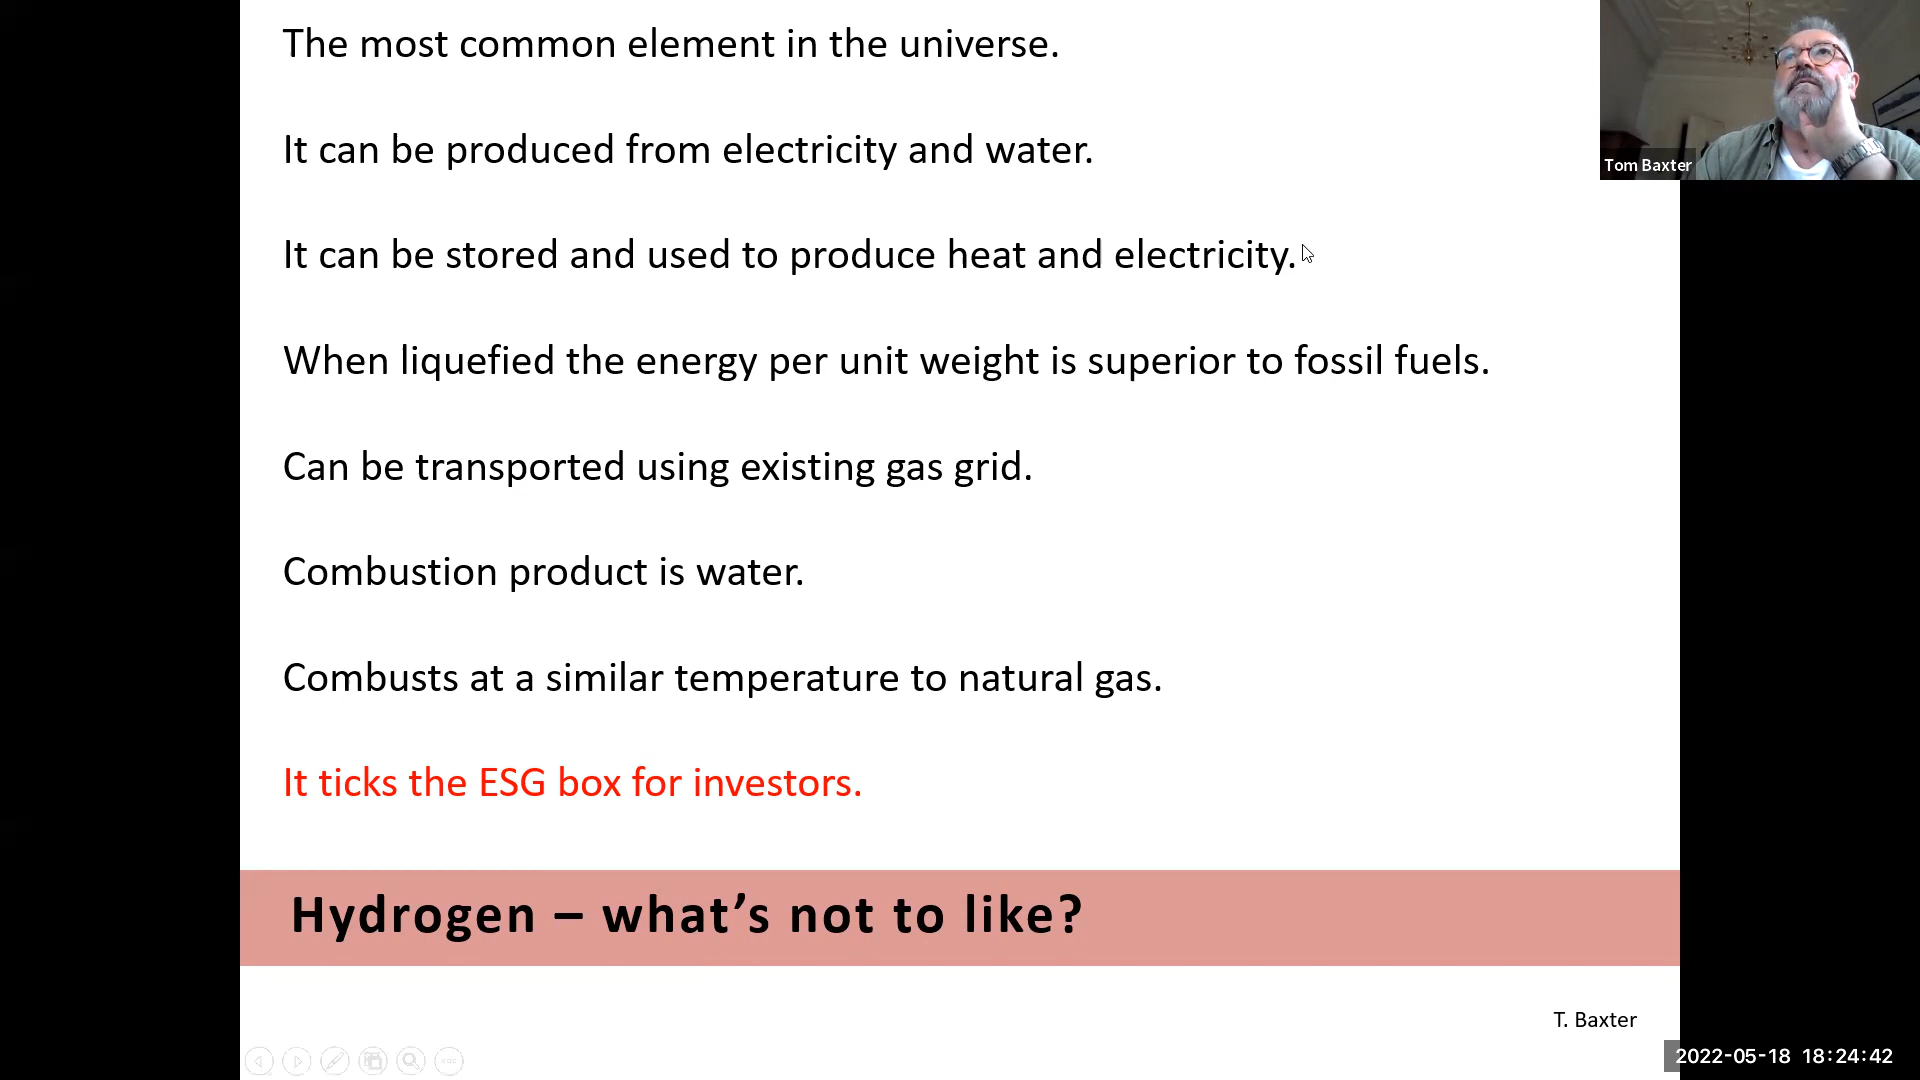 The most common element in the universe.
Tom Baxter
It can be produced from electricity and water.
It can be stored and used to produce heat and electricity.
When liquefied the energy per unit weight is superior to fossil fuels.
Can be transported using existing gas grid.
Combustion product is water.
Combusts at a similar temperature to natural gas.
It ticks the ESG box for investors.
Hydrogen – what’s not to like?
T. Baxter
2022-05-18 18:24:42